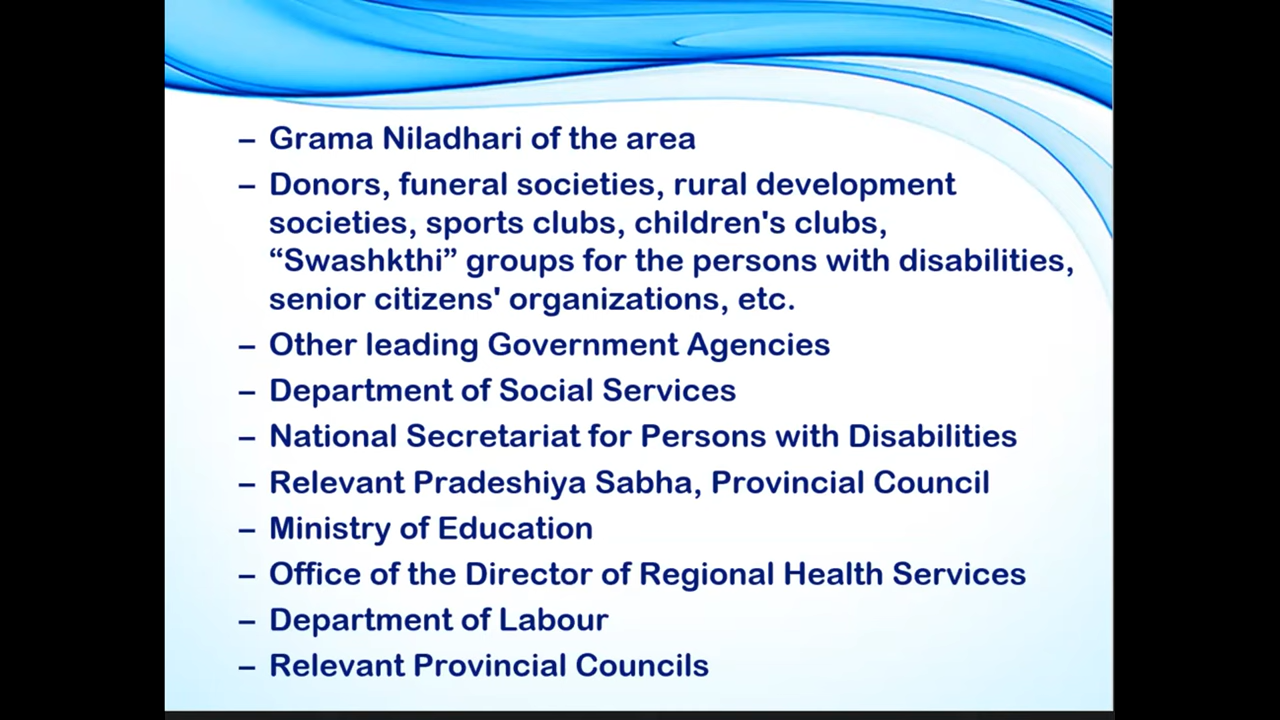 – Grama Niladhari of the area
– Donors, funeral societies, rural development
societies, sports clubs, children's clubs,
“Swashkthi” groups for the persons with disabilities,
senior citizens' organizations, etc.
– Other leading Government Agencies
– Department of Social Services
– National Secretariat for Persons with Disabilities
– Relevant Pradeshiya Sabha, Provincial Council
– Ministry of Education
– Office of the Director of Regional Health Services
– Department of Labour
– Relevant Provincial Councils